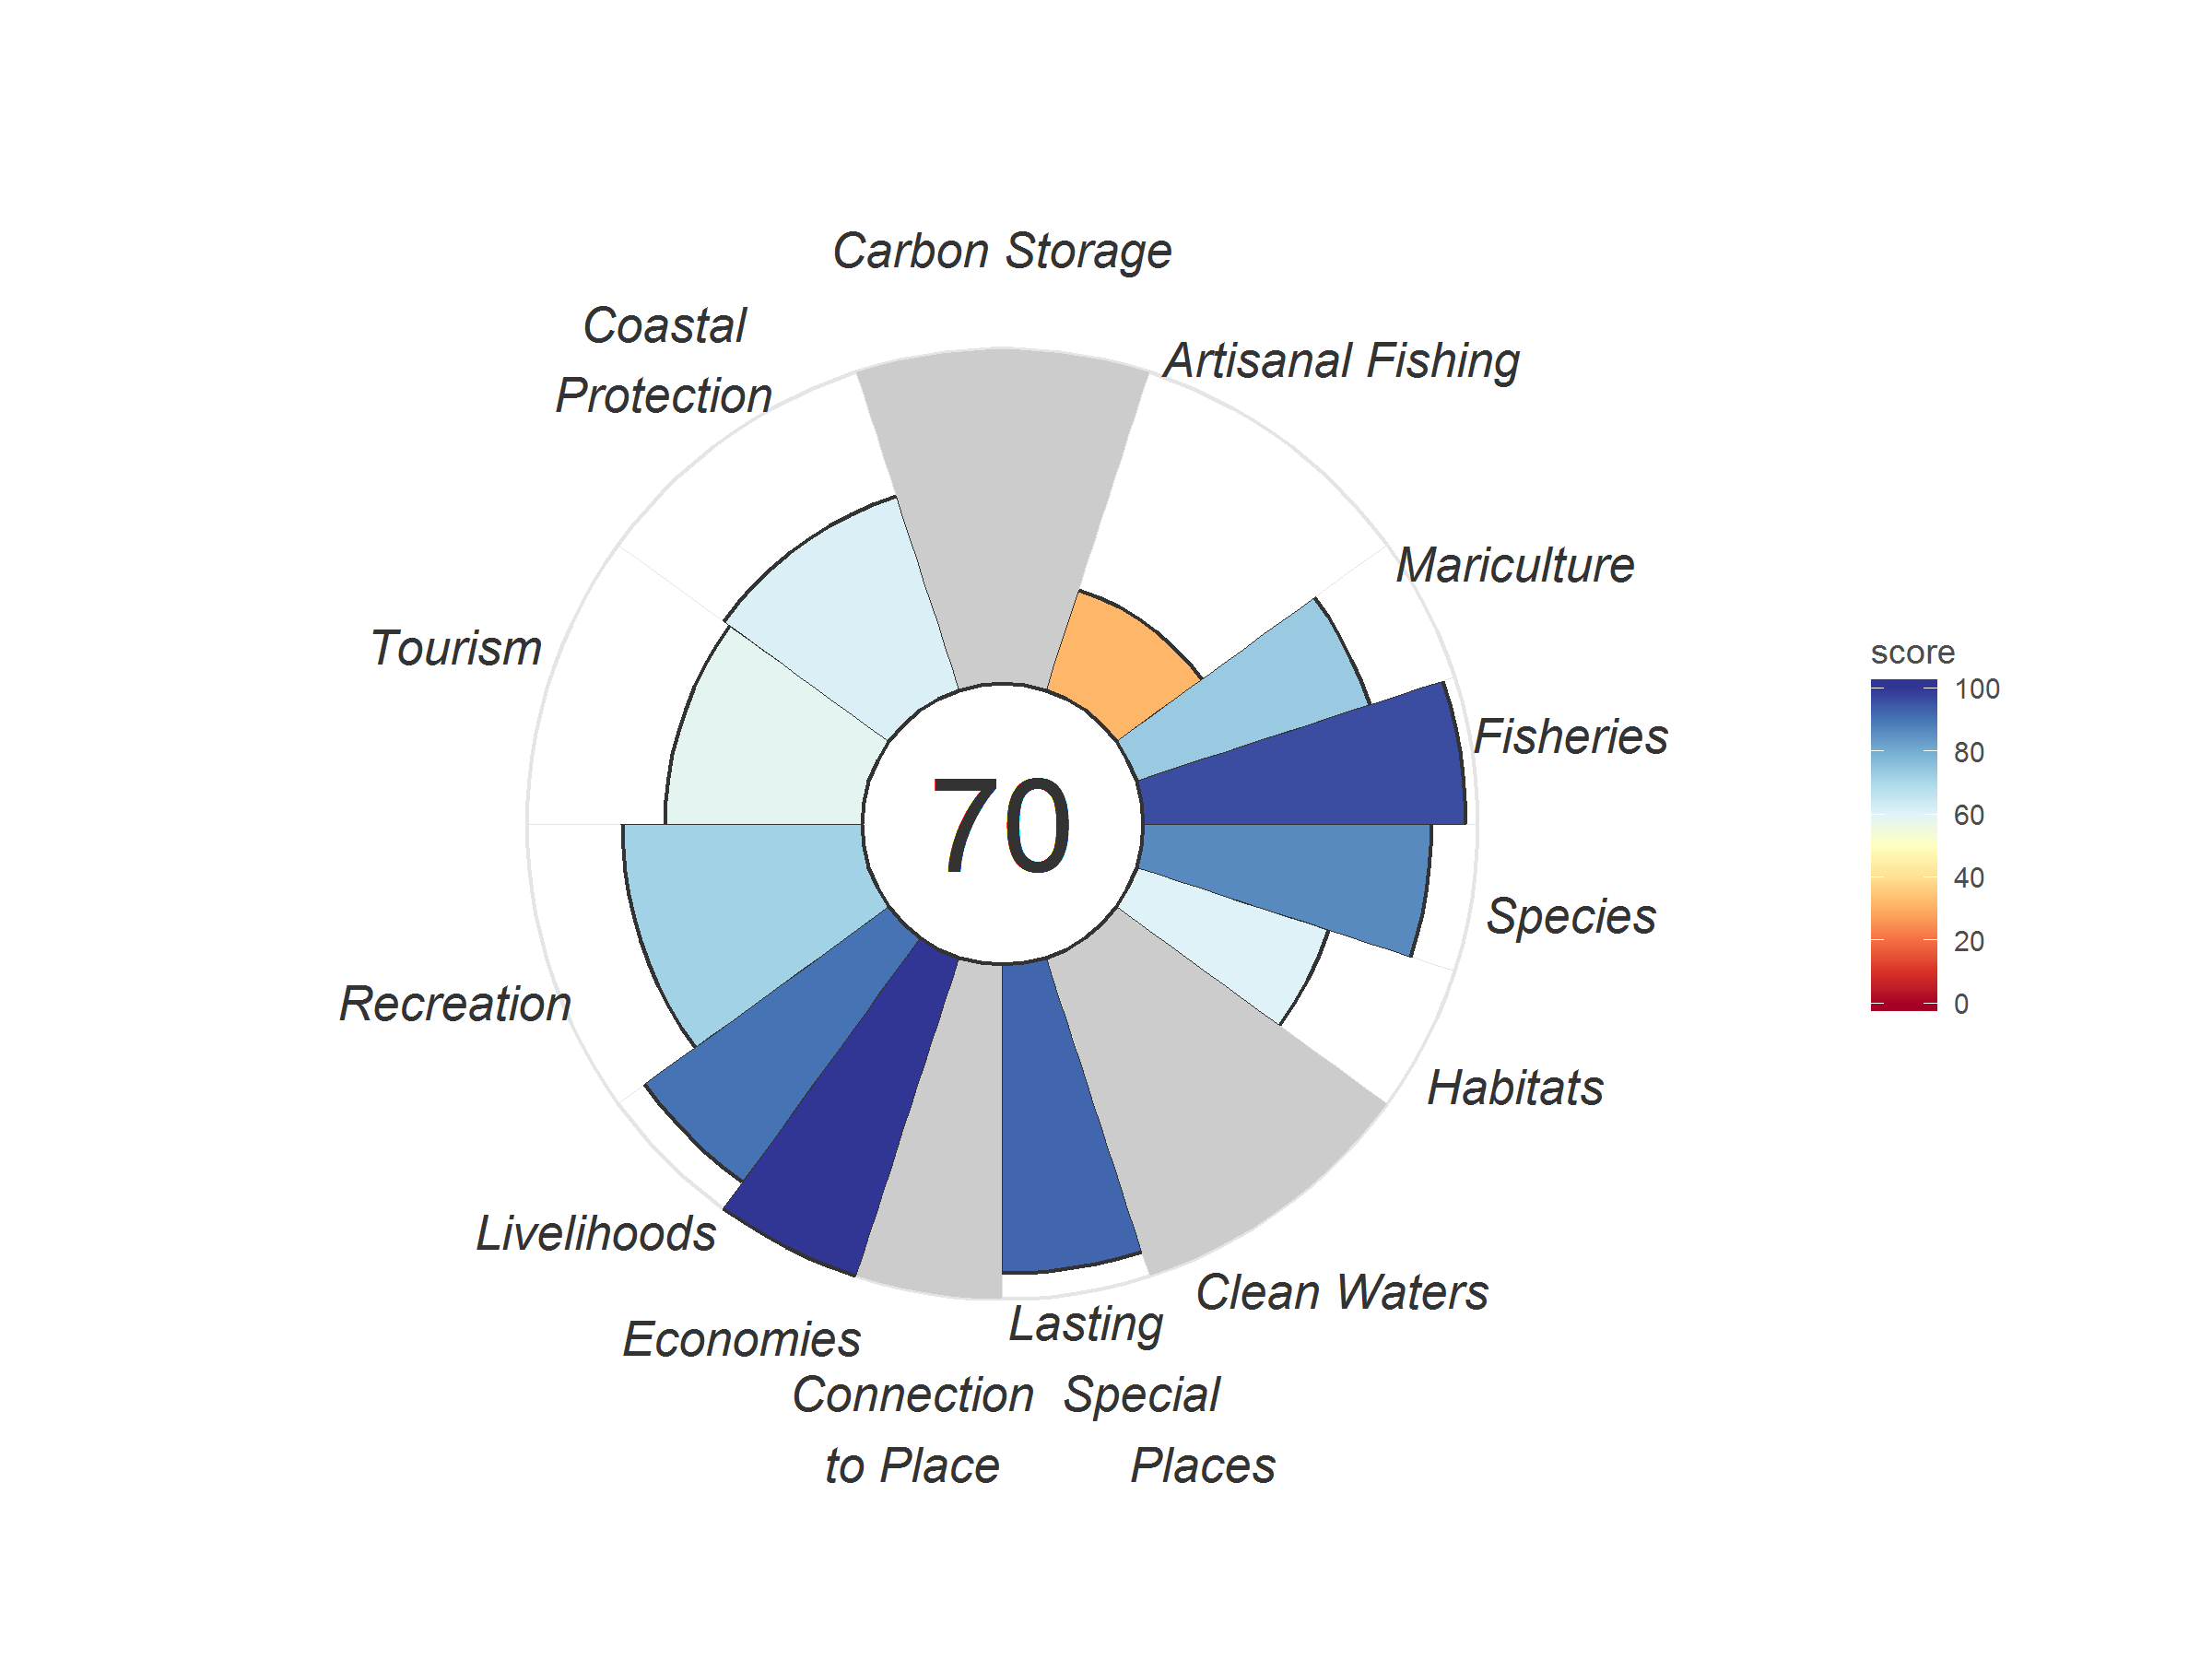 Carbon Storage
Coastal
Protection
Artisanal Fishing
Mariculture
Tourism
Fisheries
score
100
80
60
40
20
0
70
Species
Recreation
Habitats
Livelihoods
Clean Waters
Economies
Lasting
Special
Places
Connection
to Place